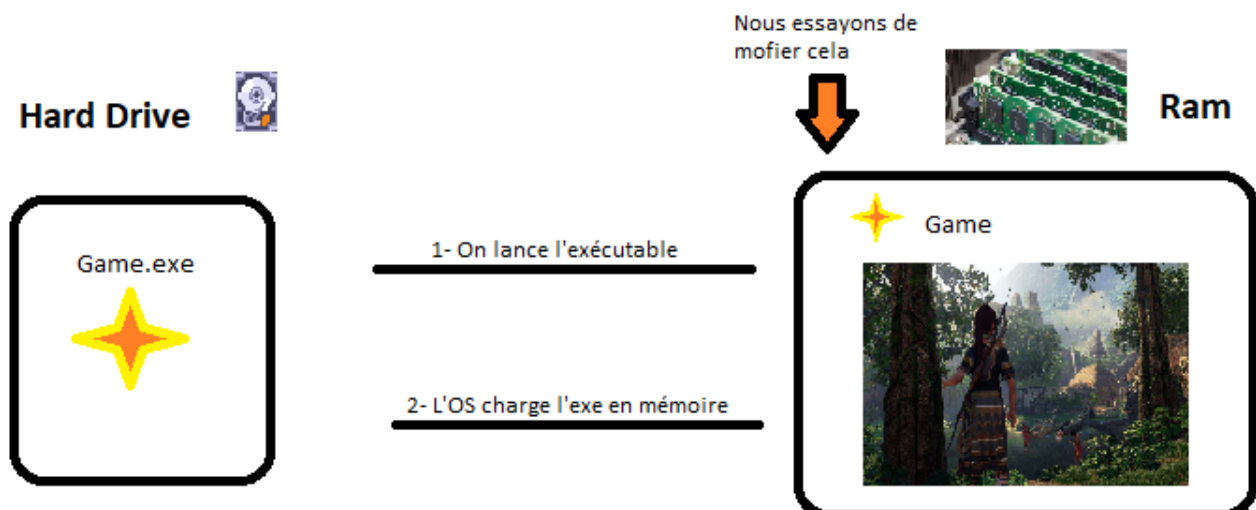 Nous essayons de
mofier cela
Hard Drive
Ram
Game
Game.exe
1- On lance l'exécutable
2- L'OS charge l'exe en mémoire